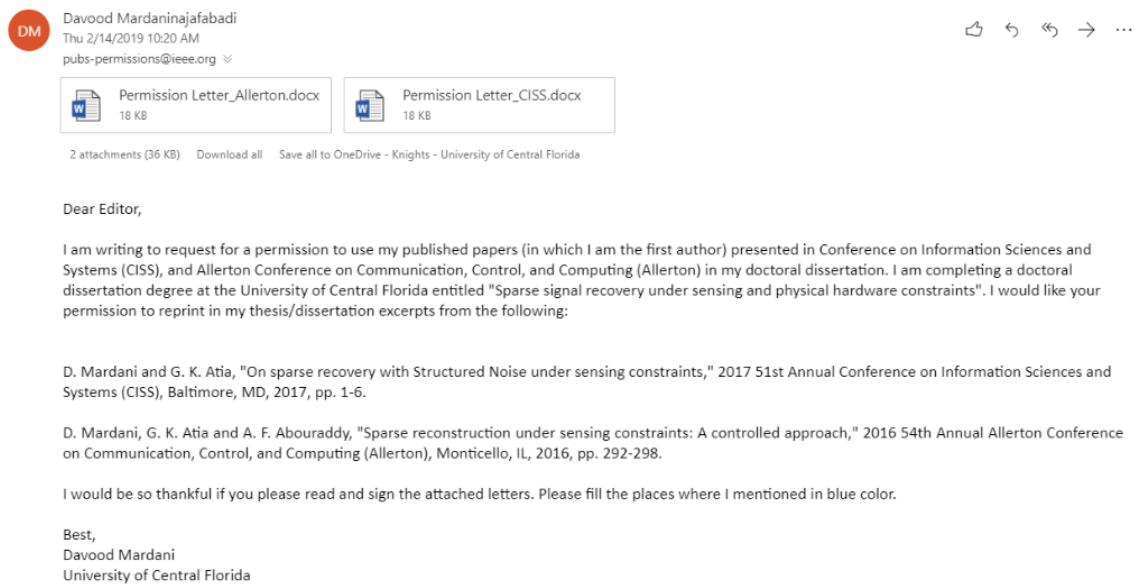 DM
Davood Mardaninajafabadi
Thu 2/14/2019 10:20 AM
pubs-permissions@ieee.org
Permission Letter_Allerton.docx
18 KB
Permission Letter_CISS.docx
18 KB
2 attachments (36 KB) Download all Save all to OneDrive - Knights - University of Central Florida
Dear Editor,
I am writing to request for a permission to use my published papers (in which I am the first author) presented in Conference on Information Sciences and
Systems (CISS), and Allerton Conference on Communication, Control, and Computing (Allerton) in my doctoral dissertation. I am completing a doctoral
dissertation degree at the University of Central Florida entitled "Sparse signal recovery under sensing and physical hardware constraints". I would like your
permission to reprint in my thesis/dissertation excerpts from the following:
D. Mardani and G. K. Atia, "On sparse recovery with Structured Noise under sensing constraints," 2017 51st Annual Conference on Information Sciences and
Systems (CISS), Baltimore, MD, 2017, pp. 1-6.
D. Mardani, G. K. Atia and A. F. Abouraddy, "Sparse reconstruction under sensing constraints: A controlled approach," 2016 54th Annual Allerton Conference
on Communication, Control, and Computing (Allerton), Monticello, IL, 2016, pp. 292-298.
I would be so thankful if you please read and sign the attached letters. Please fill the places where I mentioned in blue color.
Best,
Davood Mardani
University of Central Florida